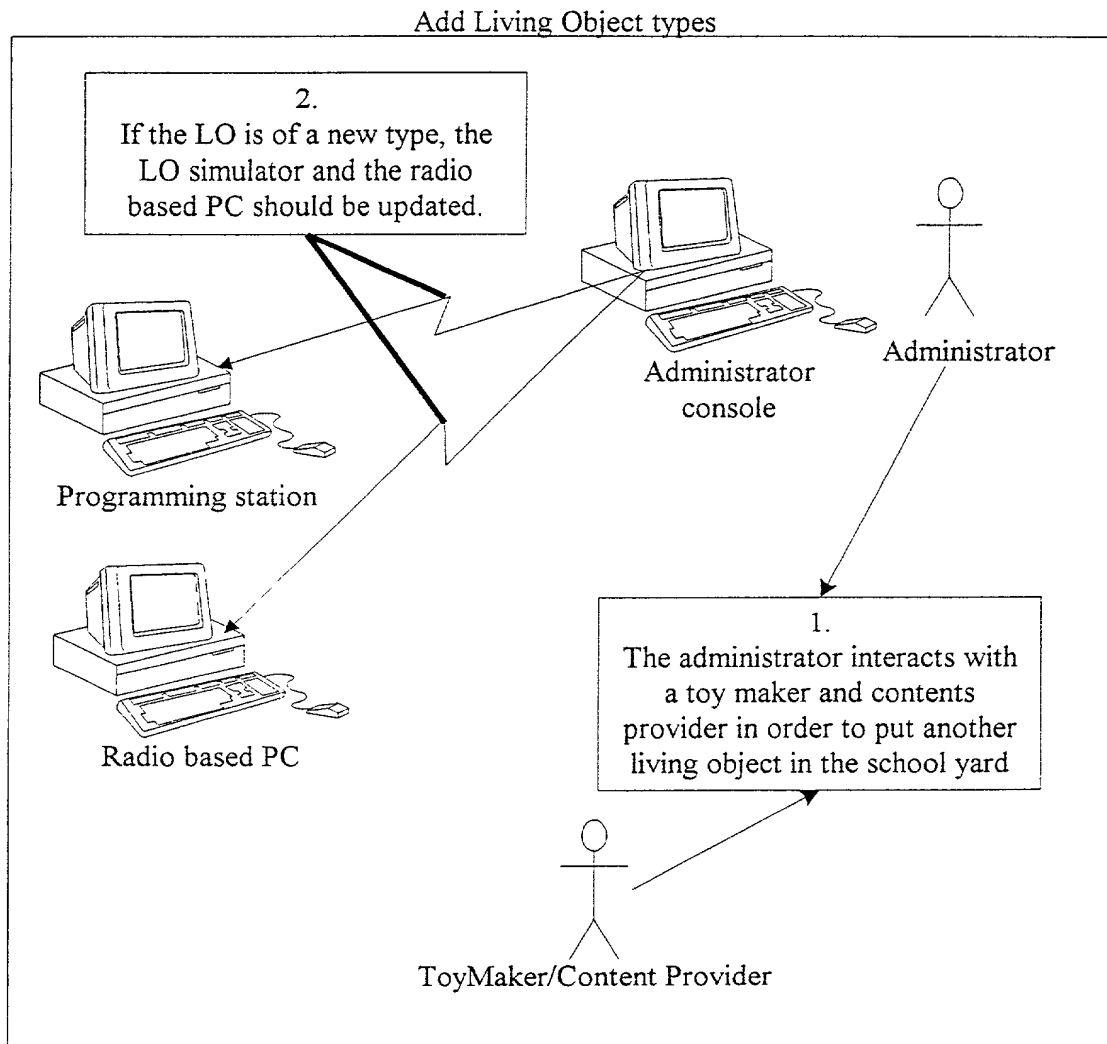 Add Living Object types
2.
If the LO is of a new type, the
LO simulator and the radio
based PC should be updated.
Administrator
console
Administrator
Programming station
Radio based PC
1.
The administrator interacts with
a toy maker and contents
provider in order to put another
living object in the school yard
ToyMaker/Content Provider